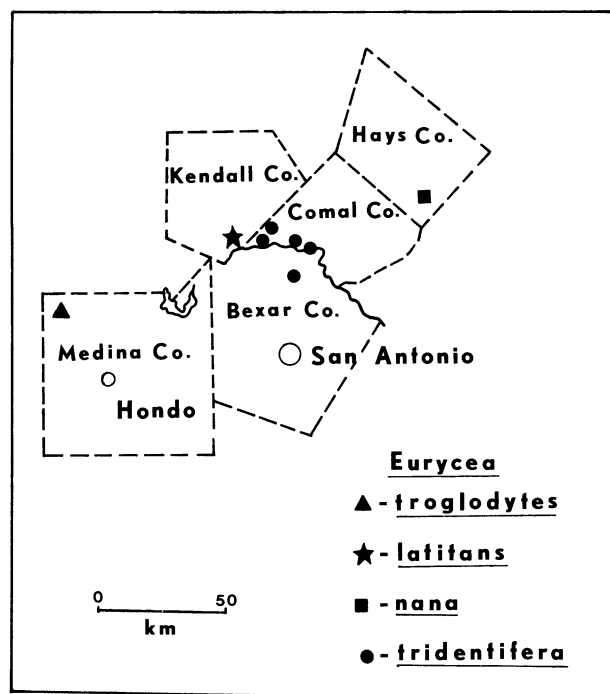 Hays Co.
Kendall Co.
Comal Co.
Bexar Co.
Medina Co.
San Antonio
Hondo
Eurycea
- troglodytes
- latitans
- nana
- tridentifera
0 50
km